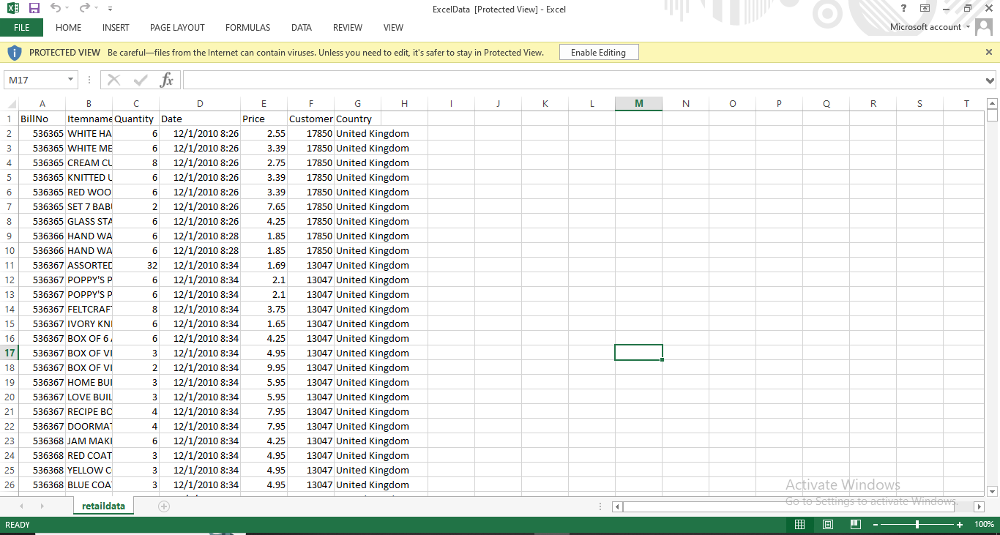 ExcelData [Protected View] - Excel
FILE HOME INSERT PAGE LAYOUT FORMULAS DATA REVIEW VIEW Microsoft account
PROTECTED VIEW Be careful—files from the Internet can contain viruses. Unless you need to edit, it's safer to stay in Protected View. Enable Editing
M17 fx
A B C D E F G H I J K L M N O P Q R S T
1 BillNo Itemname Quantity Date Price Customer Country
2 536365 WHITE HA 6 12/1/2010 8:26 2.55 17850 United Kingdom
3 536365 WHITE ME 6 12/1/2010 8:26 3.39 17850 United Kingdom
4 536365 CREAM CU 8 12/1/2010 8:26 2.75 17850 United Kingdom
5 536365 KNITTED U 6 12/1/2010 8:26 3.39 17850 United Kingdom
6 536365 RED WOO 6 12/1/2010 8:26 3.39 17850 United Kingdom
7 536365 SET 7 BAB 2 12/1/2010 8:26 7.65 17850 United Kingdom
8 536365 GLASS STA 6 12/1/2010 8:26 4.25 17850 United Kingdom
9 536366 HAND WA 6 12/1/2010 8:28 1.85 17850 United Kingdom
10 536366 HAND WA 6 12/1/2010 8:28 1.85 17850 United Kingdom
11 536367 ASSORTED 32 12/1/2010 8:34 1.69 13047 United Kingdom
12 536367 POPPY'S P 6 12/1/2010 8:34 2.1 13047 United Kingdom
13 536367 POPPY'S P 6 12/1/2010 8:34 2.1 13047 United Kingdom
14 536367 FELTCRAF 8 12/1/2010 8:34 3.75 13047 United Kingdom
15 536367 IVORY KNI 6 12/1/2010 8:34 1.65 13047 United Kingdom
16 536367 BOX OF 6 6 12/1/2010 8:34 4.25 13047 United Kingdom
17 536367 BOX OF VI 3 12/1/2010 8:34 4.95 13047 United Kingdom
18 536367 BOX OF VI 2 12/1/2010 8:34 9.95 13047 United Kingdom
19 536367 HOME BUI 3 12/1/2010 8:34 5.95 13047 United Kingdom
20 536367 LOVE BUIL 3 12/1/2010 8:34 5.95 13047 United Kingdom
21 536367 RECIPE BO 4 12/1/2010 8:34 7.95 13047 United Kingdom
22 536367 DOORMAT 4 12/1/2010 8:34 7.95 13047 United Kingdom
23 536368 JAM MAKI 6 12/1/2010 8:34 4.25 13047 United Kingdom
24 536368 RED COAT 3 12/1/2010 8:34 4.95 13047 United Kingdom
25 536368 YELLOW C 3 12/1/2010 8:34 4.95 13047 United Kingdom
26 536368 BLUE COA 3 12/1/2010 8:34 4.95 13047 United Kingdom
Activate Windows
Go to Settings to activate Windows.
retaildata
READY 100%